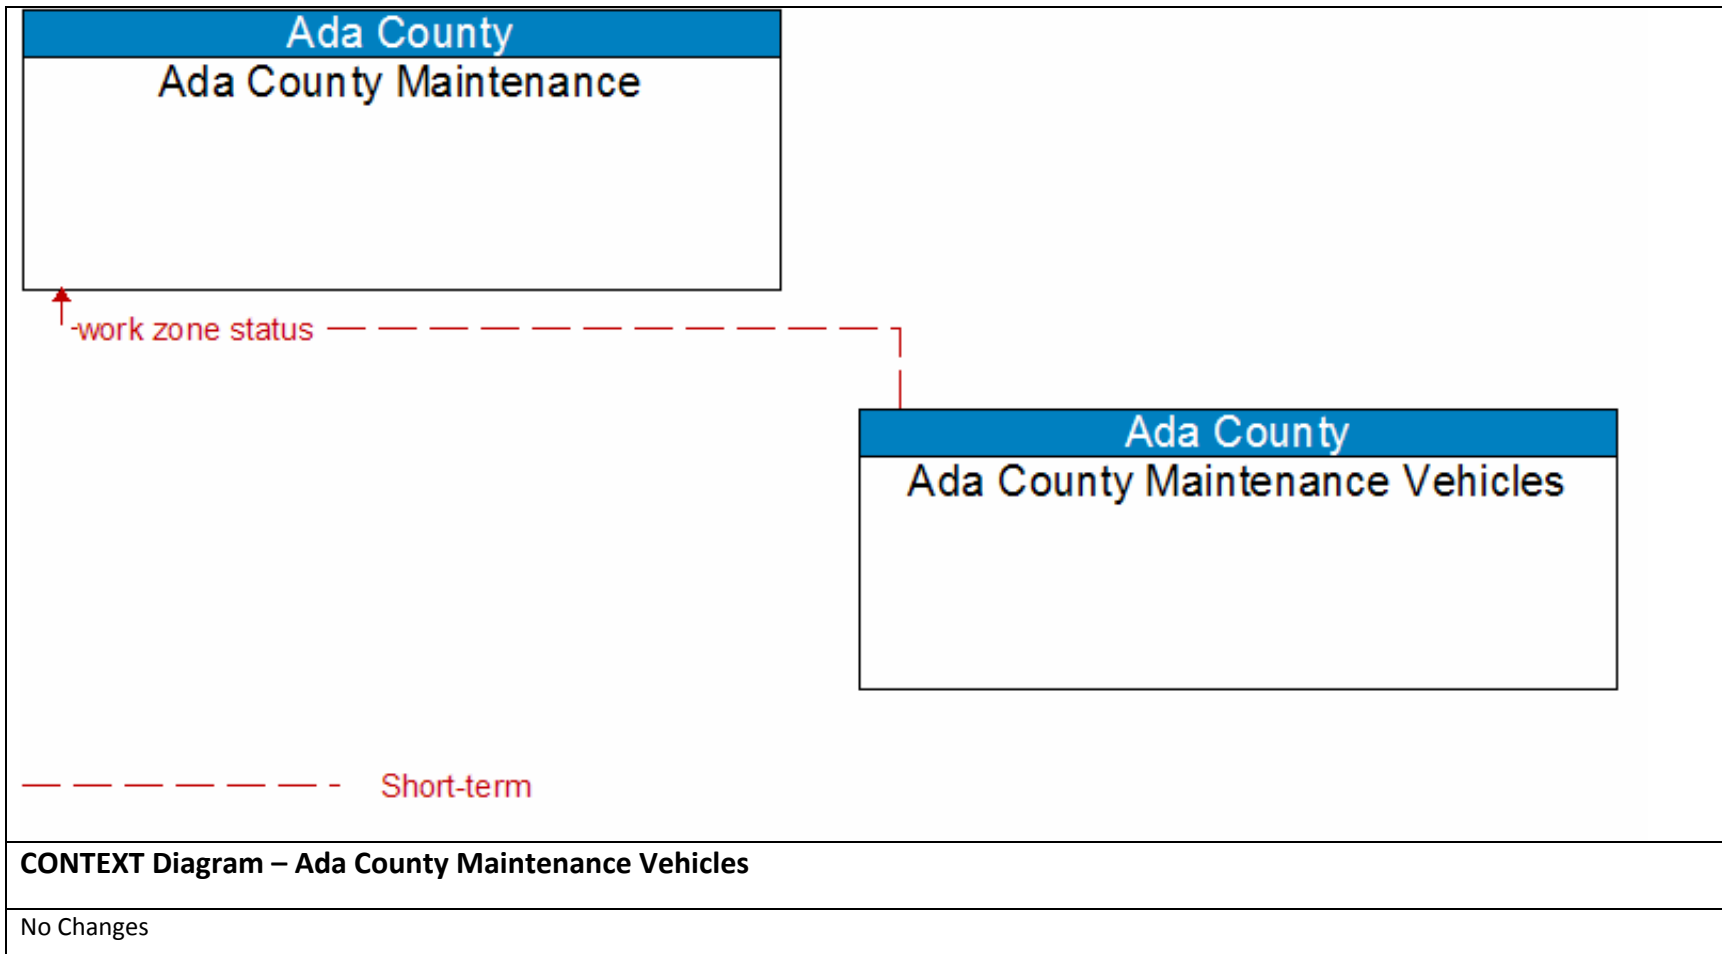 Ada County
Ada County Maintenance
work zone status
Ada County
Ada County Maintenance Vehicles
Short-term
CONTEXT Diagram – Ada County Maintenance Vehicles
No Changes